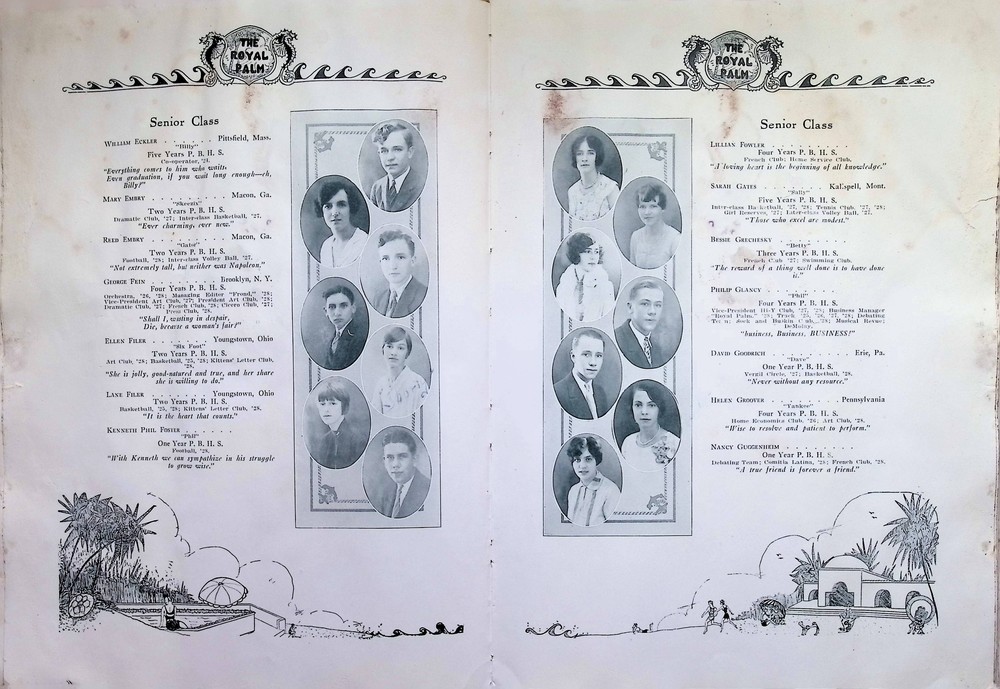 THE
ROYAL
PALM
Senior Class
WILLIAM ECKLER . . . . . . . Pittsfield, Mass.
"Billy"
Five Years P. B. H. S.
Co-operator, '24.
"Everything comes to him who waits.
Even graduation, if you wait long enough—eh,
Billy?"
MARY EMBRY . . . . . . . . . Macon, Ga.
"Skeenix"
Two Years P. B. H. S.
Dramatic Club, '27; Inter-class Basketball, '27.
"Ever charming, ever new."
REED EMBRY . . . . . . . . . Macon, Ga.
"Gator"
Two Years P. B. H. S.
Football, '28; Inter-class Volley Ball, '27.
"Not extremely tall, but neither was Napoleon."
GEORGE FEIN . . . . . . . Brooklyn, N. Y.
Four Years P. B. H. S.
Orchestra, '26, '28; Managing Editor "Frond," '28;
Vice-President Art Club, '27; President Art Club, '28;
Dramatic Club, '27; French Club, '28; Cicero Club, '27;
Press Club, '28.
"Shall I, wasting in despair,
Die, because a woman's fair?"
ELLEN FILER . . . . . . Youngstown, Ohio
"Six Foot"
Two Years P. B. H. S.
Art Club, '28; Basketball, '25, '28; Kittens' Letter Club,
'28.
"She is jolly, good-natured and true, and her share
she is willing to do."
LANE FILER . . . . . . . Youngstown, Ohio
Two Years P. B. H. S.
Basketball, '25, '28; Kittens' Letter Club, '28.
"It is the heart that counts."
KENNETH PHIL FOSTER . . . . . .
"Phil"
One Year P. B. H. S.
Football, '28.
"With Kenneth we can sympathize in his struggle
to grow wise."
THE
ROYAL
PALM
Senior Class
LILLIAN FOWLER . . . . . . . . . .
Four Years P. B. H. S.
French Club; Home Service Club.
"A loving heart is the beginning of all knowledge."
SARAH GATES . . . . . . . . Kalispell, Mont.
"Sally"
Five Years P. B. H. S.
Inter-class Basketball, '27, '28; Tennis Club, '27, '28;
Girl Reserves, '27; Inter-class Volley Ball, '27.
"Those who excel are modest."
BESSIE GRECHESKY . . . . . . . . .
"Betty"
Three Years P. B. H. S.
French Club, '27; Swimming Club.
"The reward of a thing well done is to have done
it."
PHILIP GLANCY . . . . . . . . . . .
"Phil"
Four Years P. B. H. S.
Vice-President Hi-Y Club, '27, '28; Business Manager
"Royal Palm," '28; Track, '25, '26, '27, '28; Debating
Team; Sock and Buskin Club, '28; Musical Revue;
DeMolay.
"business, Business, BUSINESS!"
DAVID GOODRICH . . . . . . . . . . Erie, Pa.
"Dave"
One Year P. B. H. S.
Vergil Circle, '27; Basketball, '28.
"Never without any resource."
HELEN GROOVER . . . . . . . Pennsylvania
"Yankee"
Four Years P. B. H. S.
Home Economics Club, '26; Art Club, '28.
"Wise to resolve and patient to perform."
NANCY GUGGENHEIM . . . . . . . .
One Year P. B. H. S.
Debating Team; Comitia Latina, '28; French Club, '28.
"A true friend is forever a friend."